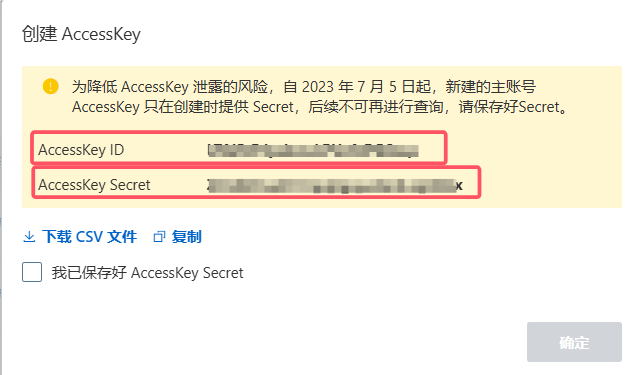 创建 AccessKey
为降低 AccessKey 泄露的风险，自 2023 年 7 月 5 日起，新建的主账号
AccessKey 只在创建时提供 Secret，后续不可再进行查询，请保存好Secret。
AccessKey ID
AccessKey Secret
下载 CSV 文件 复制
我已保存好 AccessKey Secret
确定